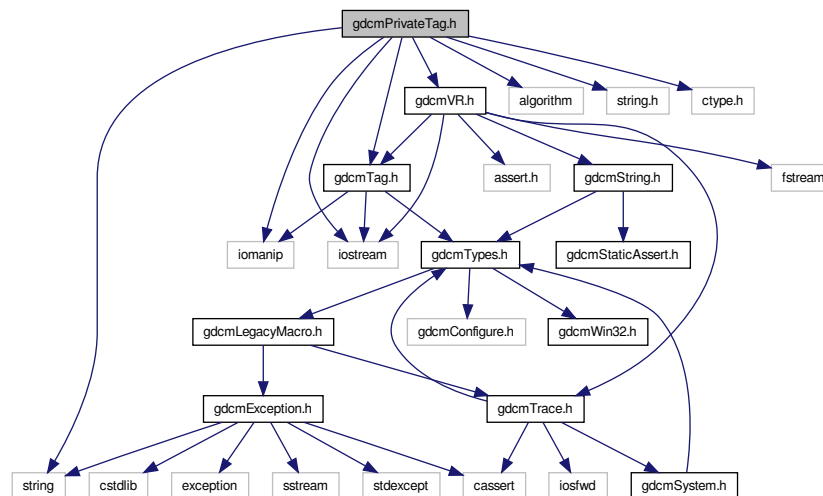 gdcmPrivateTag.h
gdcmVR.h
algorithm
string.h
ctype.h
gdcmTag.h
assert.h
gdcmString.h
fstream
iomanip
iostream
gdcmTypes.h
gdcmStaticAssert.h
gdcmLegacyMacro.h
gdcmConfigure.h
gdcmWin32.h
gdcmException.h
gdcmTrace.h
string
cstdlib
exception
sstream
stdexcept
cassert
iosfwd
gdcmSystem.h